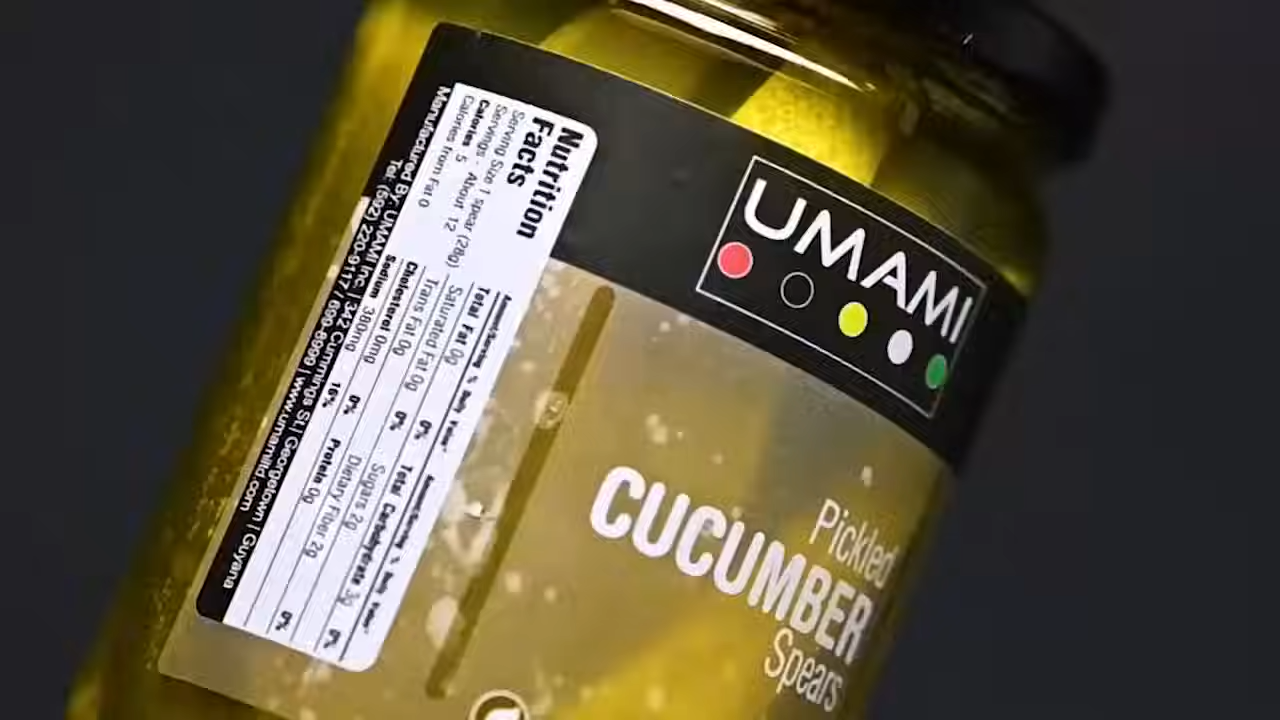 UMAMI
Pickled
CUCUMBER
Spears
Nutrition
Facts
Serving Size 1 spear (28g)
Servings - About 12
Calories 5
Calories from Fat 0
Amount/Serving % Daily Value*
Total Fat 0g 0%
Saturated Fat 0g 0%
Trans Fat 0g
Cholesterol 0mg 0%
Sodium 380mg 16%
Amount/Serving % Daily Value*
Total Carbohydrate 3g 0%
Sugars 2g
Dietary Fiber 2g 0%
Protein 0g
Manufactured By: UMAMI Inc. | 342 Cummings St. | Georgetown | Guyana
Tel: (592) 220-9117 / 699-8999 | www.umamiltd.com